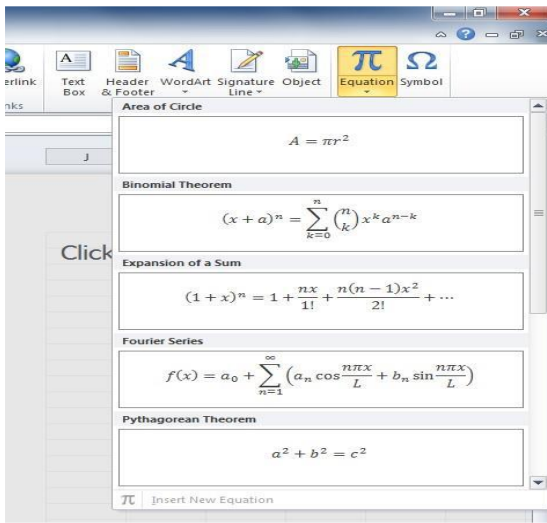 erlink
Text Box
Header & Footer
WordArt
Signature Line
Object
Equation
Symbol
nks
Area of Circle
A = πr²
Binomial Theorem
(x + a)ⁿ = ∑ₖ₌₀ⁿ (n k) xᵏaⁿ⁻ᵏ
J
Click
Expansion of a Sum
(1 + x)ⁿ = 1 + nx/1! + n(n − 1)x²/2! + ⋯
Fourier Series
f(x) = a₀ + ∑ₙ₌₁^∞ (aₙ cos nπx/L + bₙ sin nπx/L)
Pythagorean Theorem
a² + b² = c²
π Insert New Equation